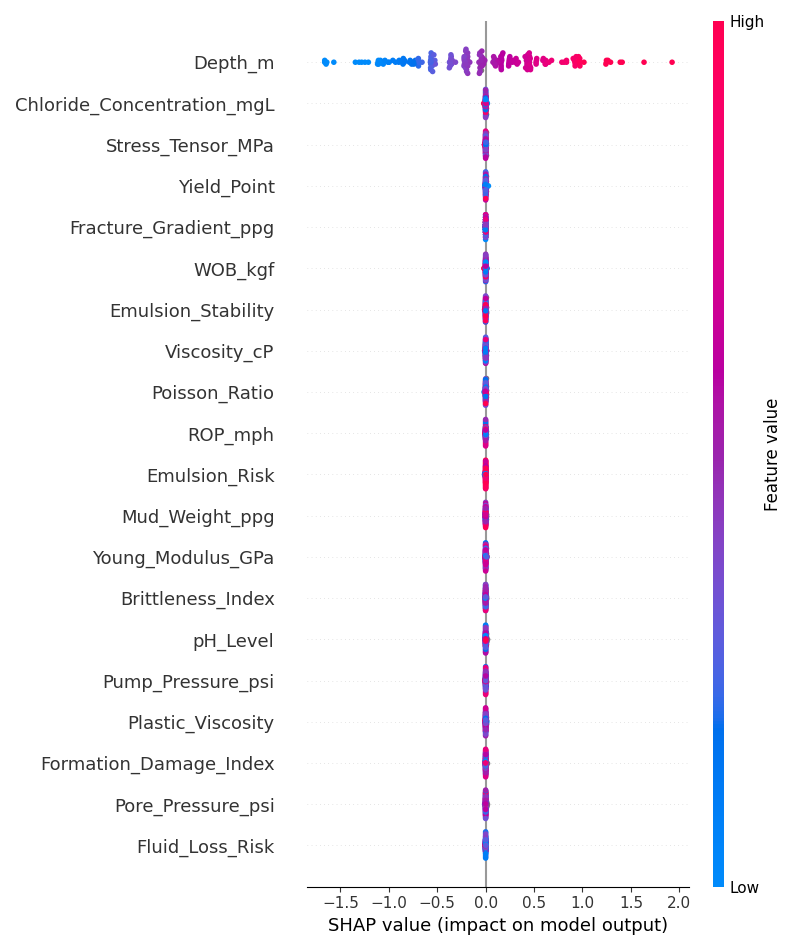 High
Depth_m
Chloride_Concentration_mgL
Stress_Tensor_MPa
Yield_Point
Fracture_Gradient_ppg
WOB_kgf
Emulsion_Stability
Viscosity_cP
Poisson_Ratio
ROP_mph
Emulsion_Risk
Mud_Weight_ppg
Young_Modulus_GPa
Brittleness_Index
pH_Level
Pump_Pressure_psi
Plastic_Viscosity
Formation_Damage_Index
Pore_Pressure_psi
Fluid_Loss_Risk
Feature value
Low
−1.5 −1.0 −0.5 0.0 0.5 1.0 1.5 2.0
SHAP value (impact on model output)